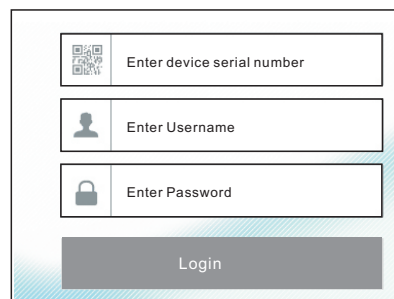 Enter device serial number
Enter Username
Enter Password
Login